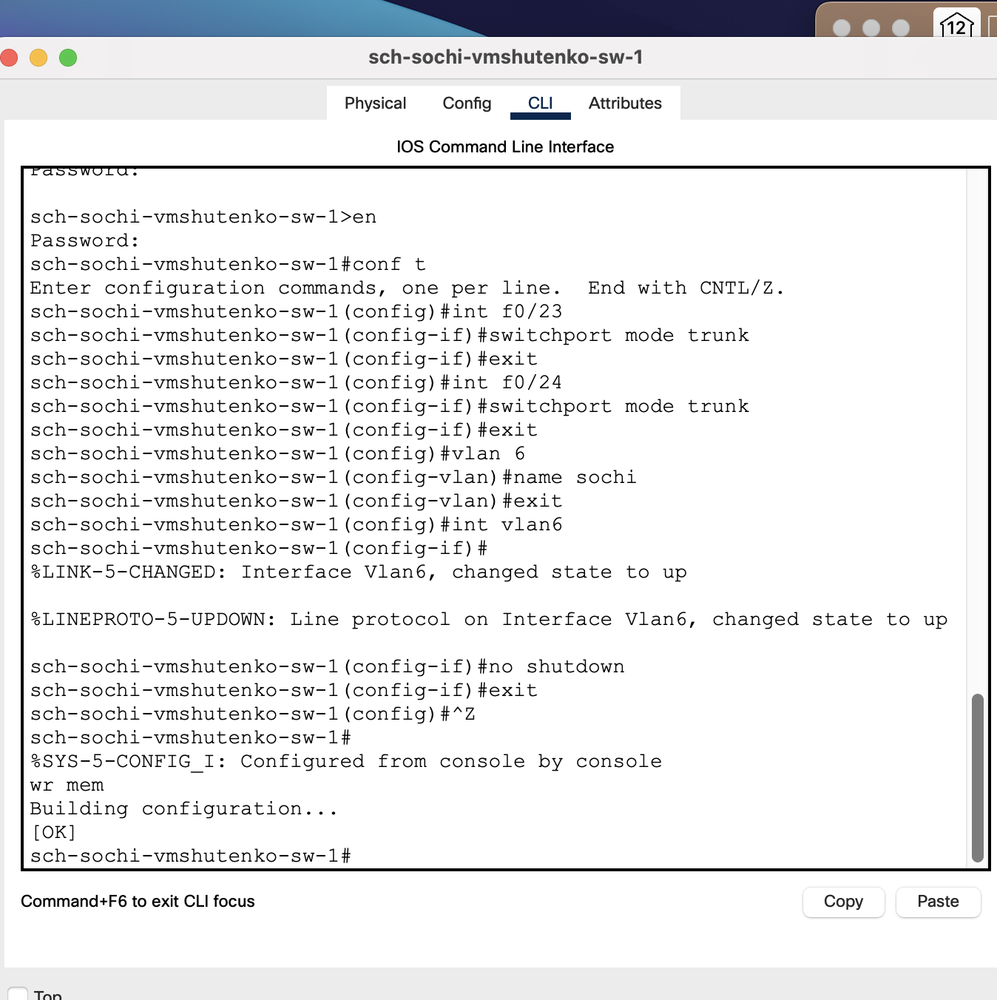 12
sch-sochi-vmshutenko-sw-1
Physical Config CLI Attributes
IOS Command Line Interface
Password:
sch-sochi-vmshutenko-sw-1>en
Password:
sch-sochi-vmshutenko-sw-1#conf t
Enter configuration commands, one per line.  End with CNTL/Z.
sch-sochi-vmshutenko-sw-1(config)#int f0/23
sch-sochi-vmshutenko-sw-1(config-if)#switchport mode trunk
sch-sochi-vmshutenko-sw-1(config-if)#exit
sch-sochi-vmshutenko-sw-1(config)#int f0/24
sch-sochi-vmshutenko-sw-1(config-if)#switchport mode trunk
sch-sochi-vmshutenko-sw-1(config-if)#exit
sch-sochi-vmshutenko-sw-1(config)#vlan 6
sch-sochi-vmshutenko-sw-1(config-vlan)#name sochi
sch-sochi-vmshutenko-sw-1(config-vlan)#exit
sch-sochi-vmshutenko-sw-1(config)#int vlan6
sch-sochi-vmshutenko-sw-1(config-if)#
%LINK-5-CHANGED: Interface Vlan6, changed state to up
%LINEPROTO-5-UPDOWN: Line protocol on Interface Vlan6, changed state to up
sch-sochi-vmshutenko-sw-1(config-if)#no shutdown
sch-sochi-vmshutenko-sw-1(config-if)#exit
sch-sochi-vmshutenko-sw-1(config)#^Z
sch-sochi-vmshutenko-sw-1#
%SYS-5-CONFIG_I: Configured from console by console
wr mem
Building configuration...
[OK]
sch-sochi-vmshutenko-sw-1#
Command+F6 to exit CLI focus
Copy Paste
Top